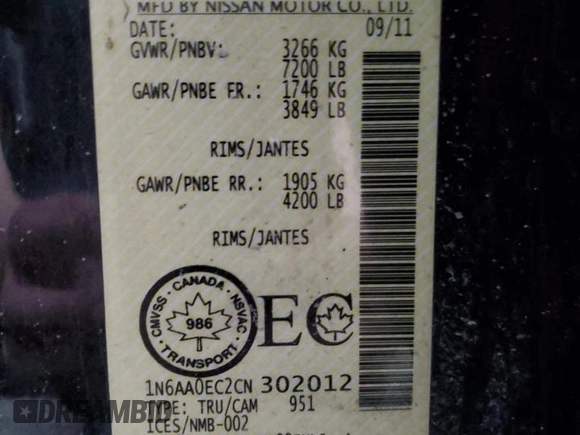 MFD BY NISSAN MOTOR CO., LTD.
DATE: 09/11
GVWR/PNBV: 3266 KG
7200 LB
GAWR/PNBE FR.: 1746 KG
3849 LB
RIMS/JANTES
GAWR/PNBE RR.: 1905 KG
4200 LB
RIMS/JANTES
CANADA
CMVSS NSVAC
986
TRANSPORT
EC
1N6AA0EC2CN 302012
TYPE: TRU/CAM 951
ICES/NMB-002
DREAMBID